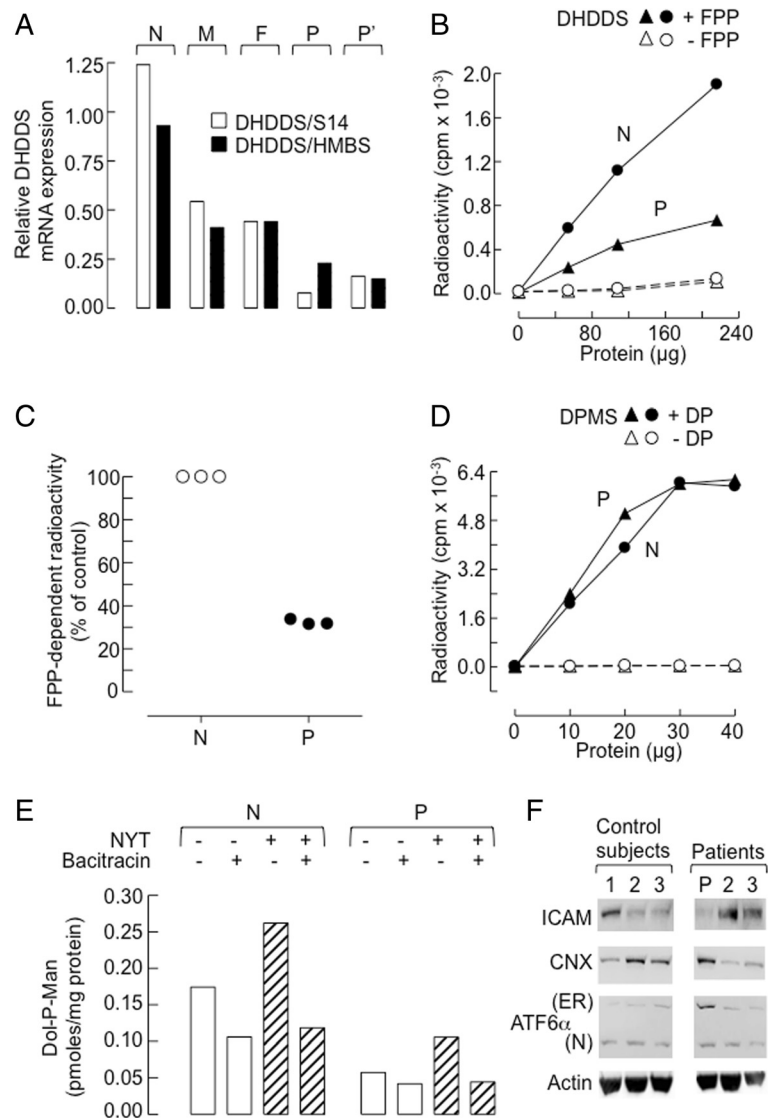 A
N M F P P'
Relative DHDDS
mRNA expression
1.25
1.00
0.75
0.50
0.25
0.00
DHDDS/S14
DHDDS/HMBS
B
DHDDS + FPP
- FPP
Radioactivity (cpm x 10-3)
2.0
1.6
1.2
0.8
0.4
0.0
N
P
0 80 160 240
Protein (µg)
C
FPP-dependent radioactivity
(% of control)
100
80
60
40
20
0
N P
D
DPMS + DP
- DP
Radioactivity (cpm x 10-3)
6.4
4.8
3.2
1.6
0.0
P
N
0 10 20 30 40
Protein (µg)
E
N P
NYT - - + + - - + +
Bacitracin - + - + - + - +
Dol-P-Man
(pmoles/mg protein)
0.30
0.25
0.20
0.15
0.10
0.05
0.00
F
Control
subjects Patients
1 2 3 P 2 3
ICAM
CNX
(ER)
ATF6α
(N)
Actin